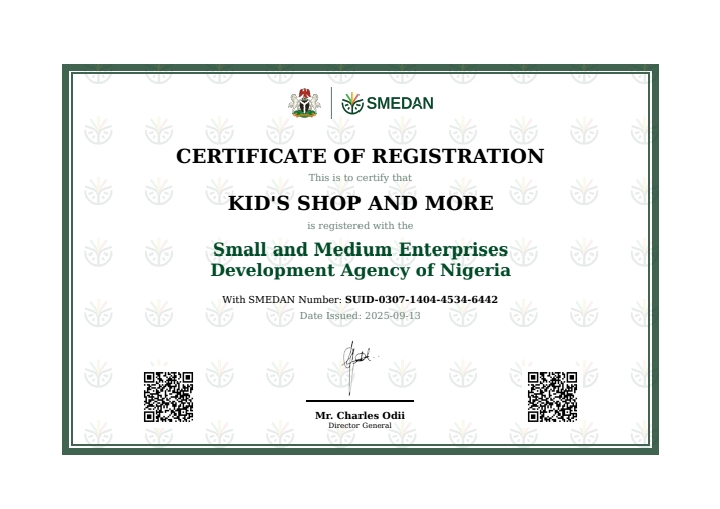 SMEDAN
CERTIFICATE OF REGISTRATION
This is to certify that
KID'S SHOP AND MORE
is registered with the
Small and Medium Enterprises
Development Agency of Nigeria
With SMEDAN Number: SUID-0307-1404-4534-6442
Date Issued: 2025-09-13
Mr. Charles Odii
Director General